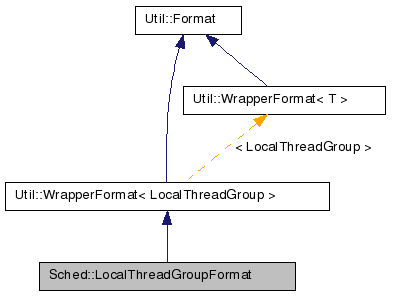 Util::Format
Util::WrapperFormat< T >
< LocalThreadGroup >
Util::WrapperFormat< LocalThreadGroup >
Sched::LocalThreadGroupFormat